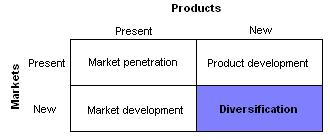 Products
Present New
Markets
Present Market penetration Product development
New Market development Diversification